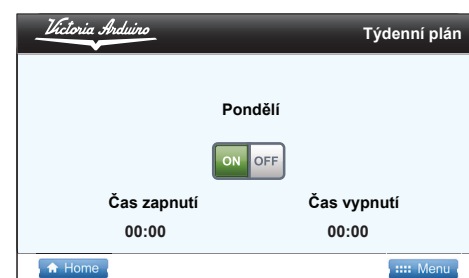 Victoria Arduino
Týdenní plán
Pondělí
ON OFF
Čas zapnutí Čas vypnutí
00:00 00:00
Home Menu